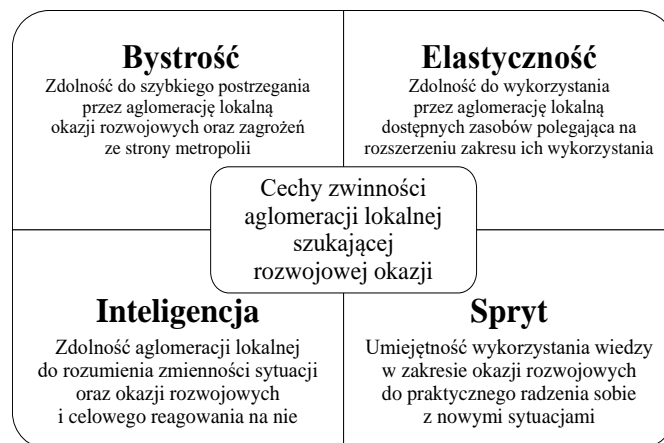 Bystrość
Zdolność do szybkiego postrzegania
przez aglomerację lokalną
okazji rozwojowych oraz zagrożeń
ze strony metropolii
Elastyczność
Zdolność do wykorzystania
przez aglomerację lokalną
dostępnych zasobów polegająca na
rozszerzeniu zakresu ich wykorzystania
Cechy zwinności
aglomeracji lokalnej
szukającej
rozwojowej okazji
Inteligencja
Zdolność aglomeracji lokalnej
do rozumienia zmienności sytuacji
oraz okazji rozwojowych
i celowego reagowania na nie
Spryt
Umiejętność wykorzystania wiedzy
w zakresie okazji rozwojowych
do praktycznego radzenia sobie
z nowymi sytuacjami